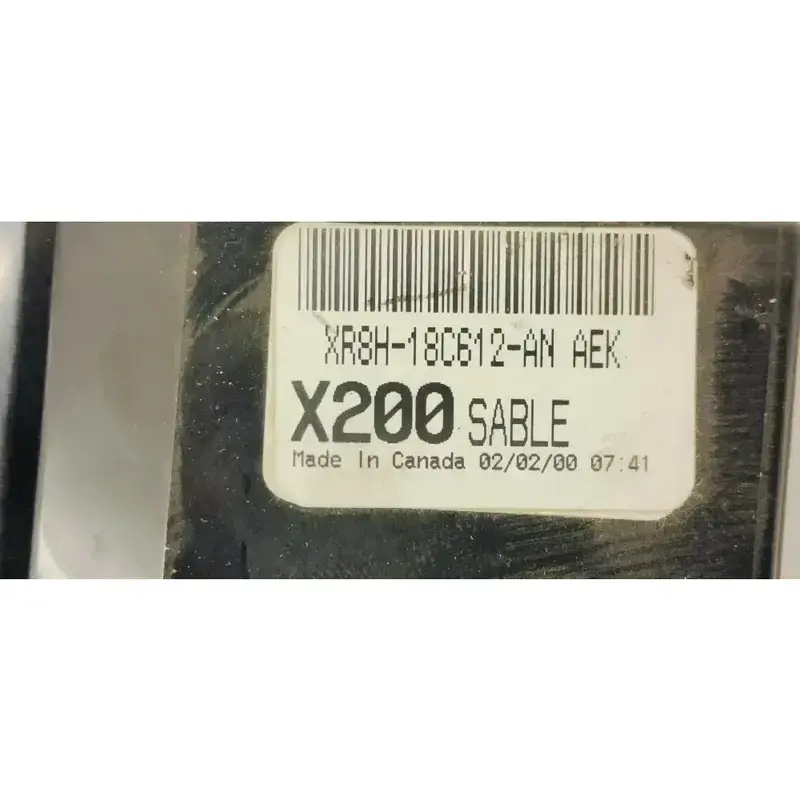 XR8H-18C612-AN AEK
X200 SABLE
Made In Canada 02/02/00 07:41